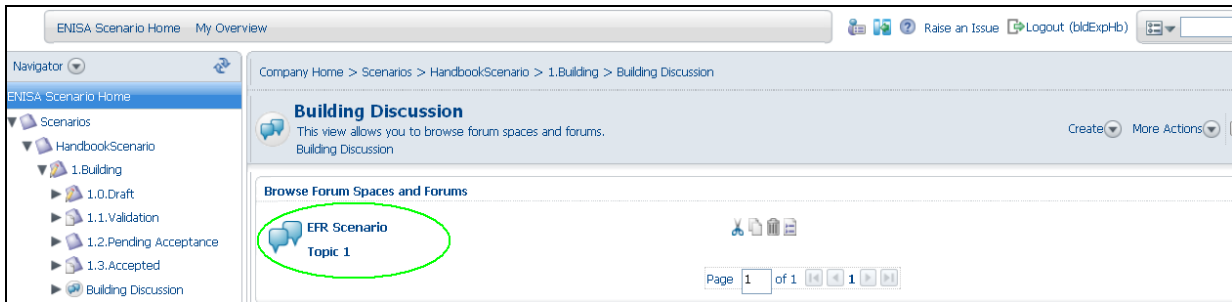 ENISA Scenario Home My Overview
Raise an Issue Logout (bldExpHb)
Navigator
Company Home > Scenarios > HandbookScenario > 1.Building > Building Discussion
ENISA Scenario Home
Scenarios
HandbookScenario
1.Building
1.0.Draft
1.1.Validation
1.2.Pending Acceptance
1.3.Accepted
Building Discussion
Building Discussion
This view allows you to browse forum spaces and forums.
Building Discussion
Create More Actions
Browse Forum Spaces and Forums
EFR Scenario
Topic 1
Page 1 of 1 1